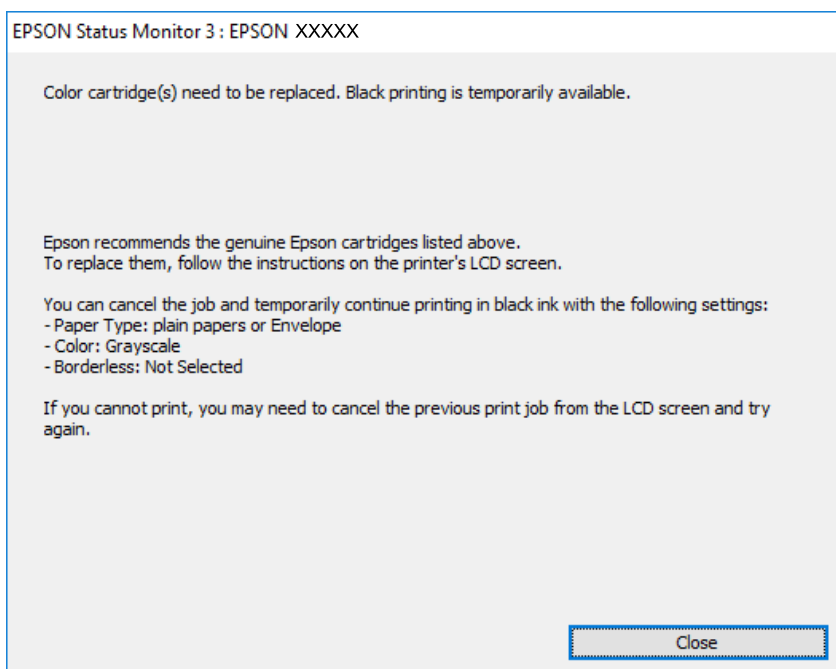 EPSON Status Monitor 3 : EPSON XXXXX
Color cartridge(s) need to be replaced. Black printing is temporarily available.
Epson recommends the genuine Epson cartridges listed above.
To replace them, follow the instructions on the printer's LCD screen.
You can cancel the job and temporarily continue printing in black ink with the following settings:
- Paper Type: plain papers or Envelope
- Color: Grayscale
- Borderless: Not Selected
If you cannot print, you may need to cancel the previous print job from the LCD screen and try
again.
Close